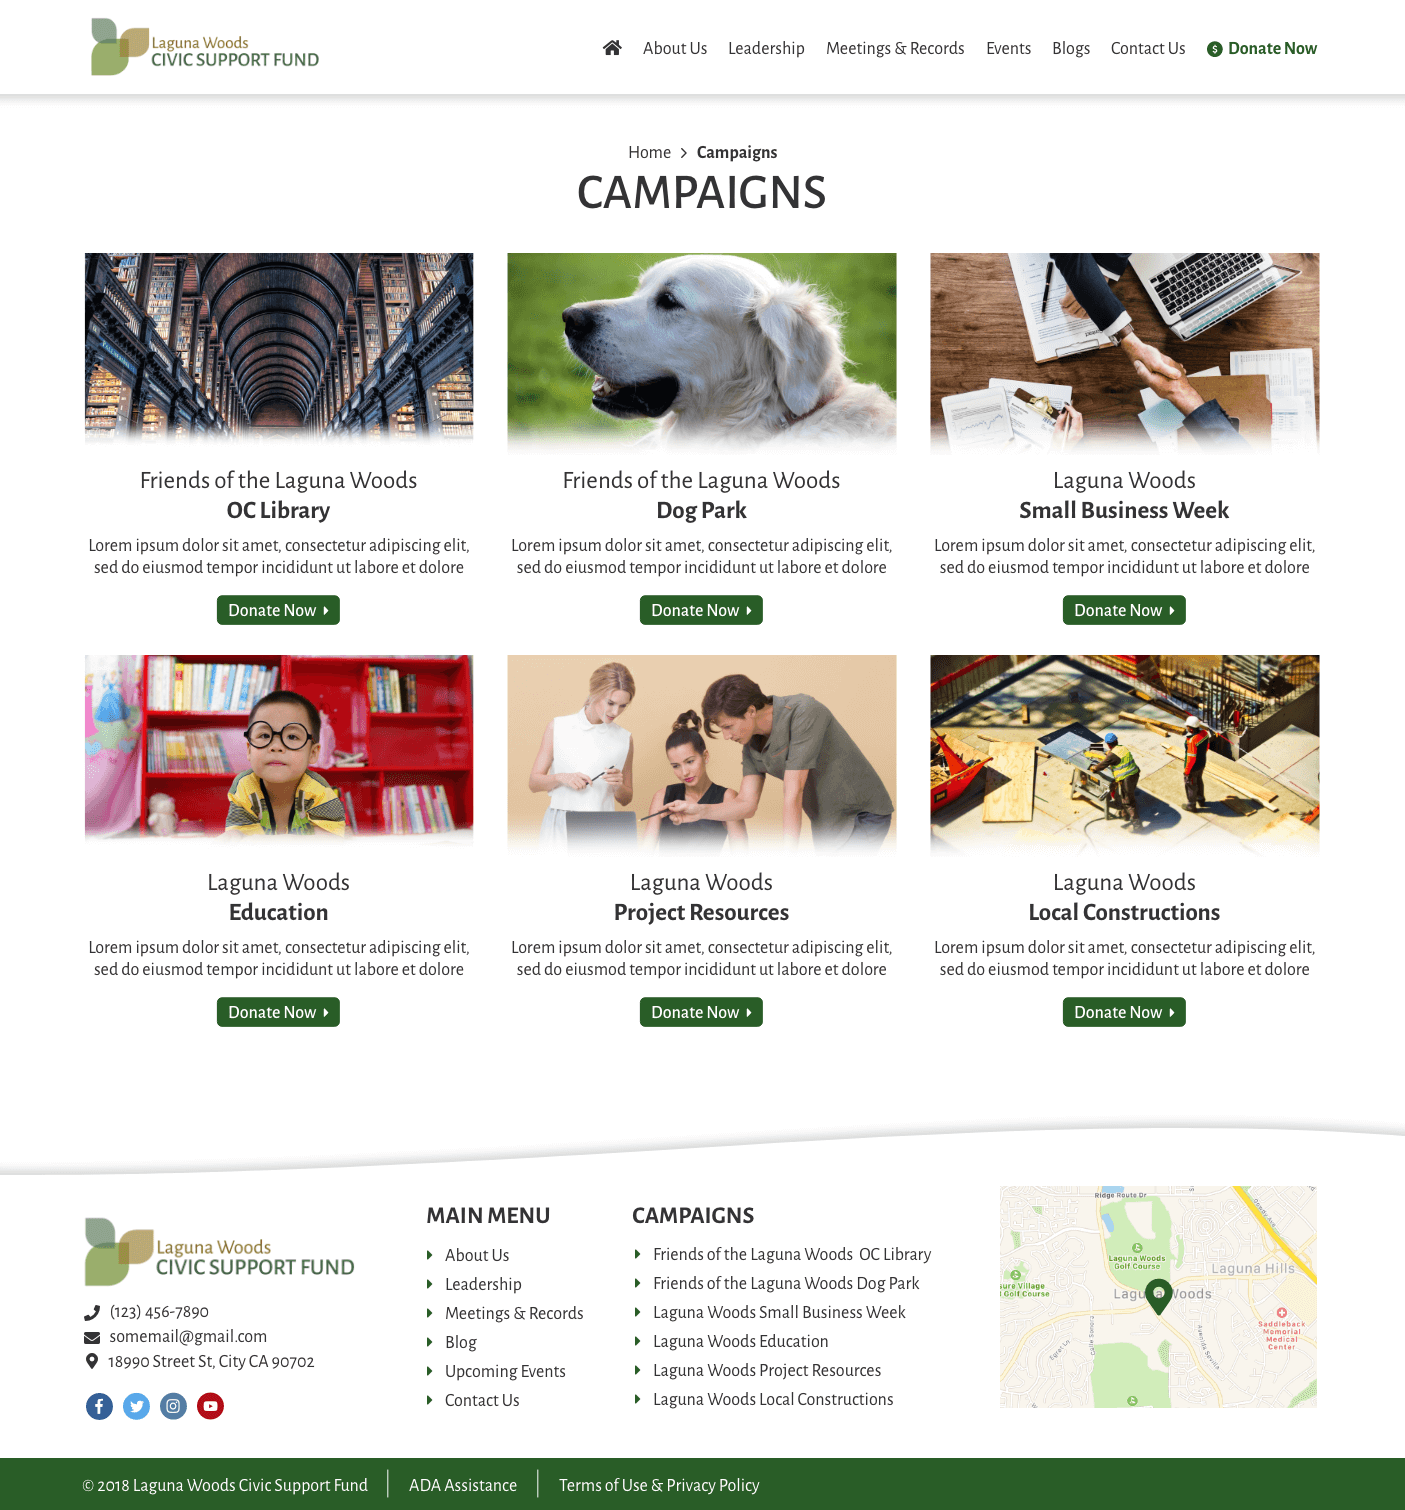 Laguna Woods
CIVIC SUPPORT FUND
About Us Leadership Meetings & Records Events Blogs Contact Us $ Donate Now
Home > Campaigns
CAMPAIGNS
Friends of the Laguna Woods
OC Library
Lorem ipsum dolor sit amet, consectetur adipiscing elit,
sed do eiusmod tempor incididunt ut labore et dolore
Donate Now
Friends of the Laguna Woods
Dog Park
Lorem ipsum dolor sit amet, consectetur adipiscing elit,
sed do eiusmod tempor incididunt ut labore et dolore
Donate Now
Laguna Woods
Small Business Week
Lorem ipsum dolor sit amet, consectetur adipiscing elit,
sed do eiusmod tempor incididunt ut labore et dolore
Donate Now
Laguna Woods
Education
Lorem ipsum dolor sit amet, consectetur adipiscing elit,
sed do eiusmod tempor incididunt ut labore et dolore
Donate Now
Laguna Woods
Project Resources
Lorem ipsum dolor sit amet, consectetur adipiscing elit,
sed do eiusmod tempor incididunt ut labore et dolore
Donate Now
Laguna Woods
Local Constructions
Lorem ipsum dolor sit amet, consectetur adipiscing elit,
sed do eiusmod tempor incididunt ut labore et dolore
Donate Now
Laguna Woods
CIVIC SUPPORT FUND
(123) 456-7890
somemail@gmail.com
18990 Street St, City CA 90702
MAIN MENU
About Us
Leadership
Meetings & Records
Blog
Upcoming Events
Contact Us
CAMPAIGNS
Friends of the Laguna Woods OC Library
Friends of the Laguna Woods Dog Park
Laguna Woods Small Business Week
Laguna Woods Education
Laguna Woods Project Resources
Laguna Woods Local Constructions
Ridge Route Dr
Laguna Woods
Golf Course
Laguna Hills
sure Village
Golf Course
Saddleback
Memorial
Medical
Center
Calle Sonora
Avenida Sevilla
© 2018 Laguna Woods Civic Support Fund
ADA Assistance
Terms of Use & Privacy Policy